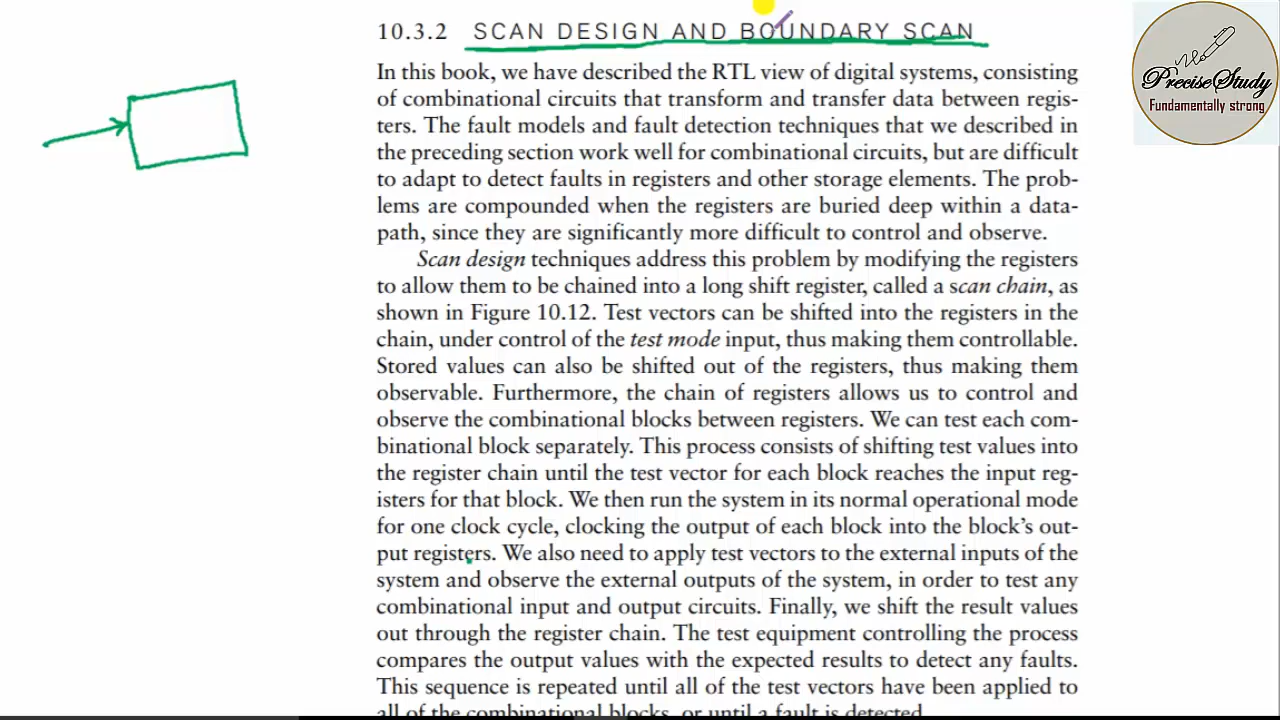 10.3.2 SCAN DESIGN AND BOUNDARY SCAN
PreciseStudy
Fundamentally strong
In this book, we have described the RTL view of digital systems, consisting
of combinational circuits that transform and transfer data between regis-
ters. The fault models and fault detection techniques that we described in
the preceding section work well for combinational circuits, but are difficult
to adapt to detect faults in registers and other storage elements. The prob-
lems are compounded when the registers are buried deep within a data-
path, since they are significantly more difficult to control and observe.
Scan design techniques address this problem by modifying the registers
to allow them to be chained into a long shift register, called a scan chain, as
shown in Figure 10.12. Test vectors can be shifted into the registers in the
chain, under control of the test mode input, thus making them controllable.
Stored values can also be shifted out of the registers, thus making them
observable. Furthermore, the chain of registers allows us to control and
observe the combinational blocks between registers. We can test each com-
binational block separately. This process consists of shifting test values into
the register chain until the test vector for each block reaches the input reg-
isters for that block. We then run the system in its normal operational mode
for one clock cycle, clocking the output of each block into the block's out-
put registers. We also need to apply test vectors to the external inputs of the
system and observe the external outputs of the system, in order to test any
combinational input and output circuits. Finally, we shift the result values
out through the register chain. The test equipment controlling the process
compares the output values with the expected results to detect any faults.
This sequence is repeated until all of the test vectors have been applied to
all of the combinational blocks, or until a fault is detected